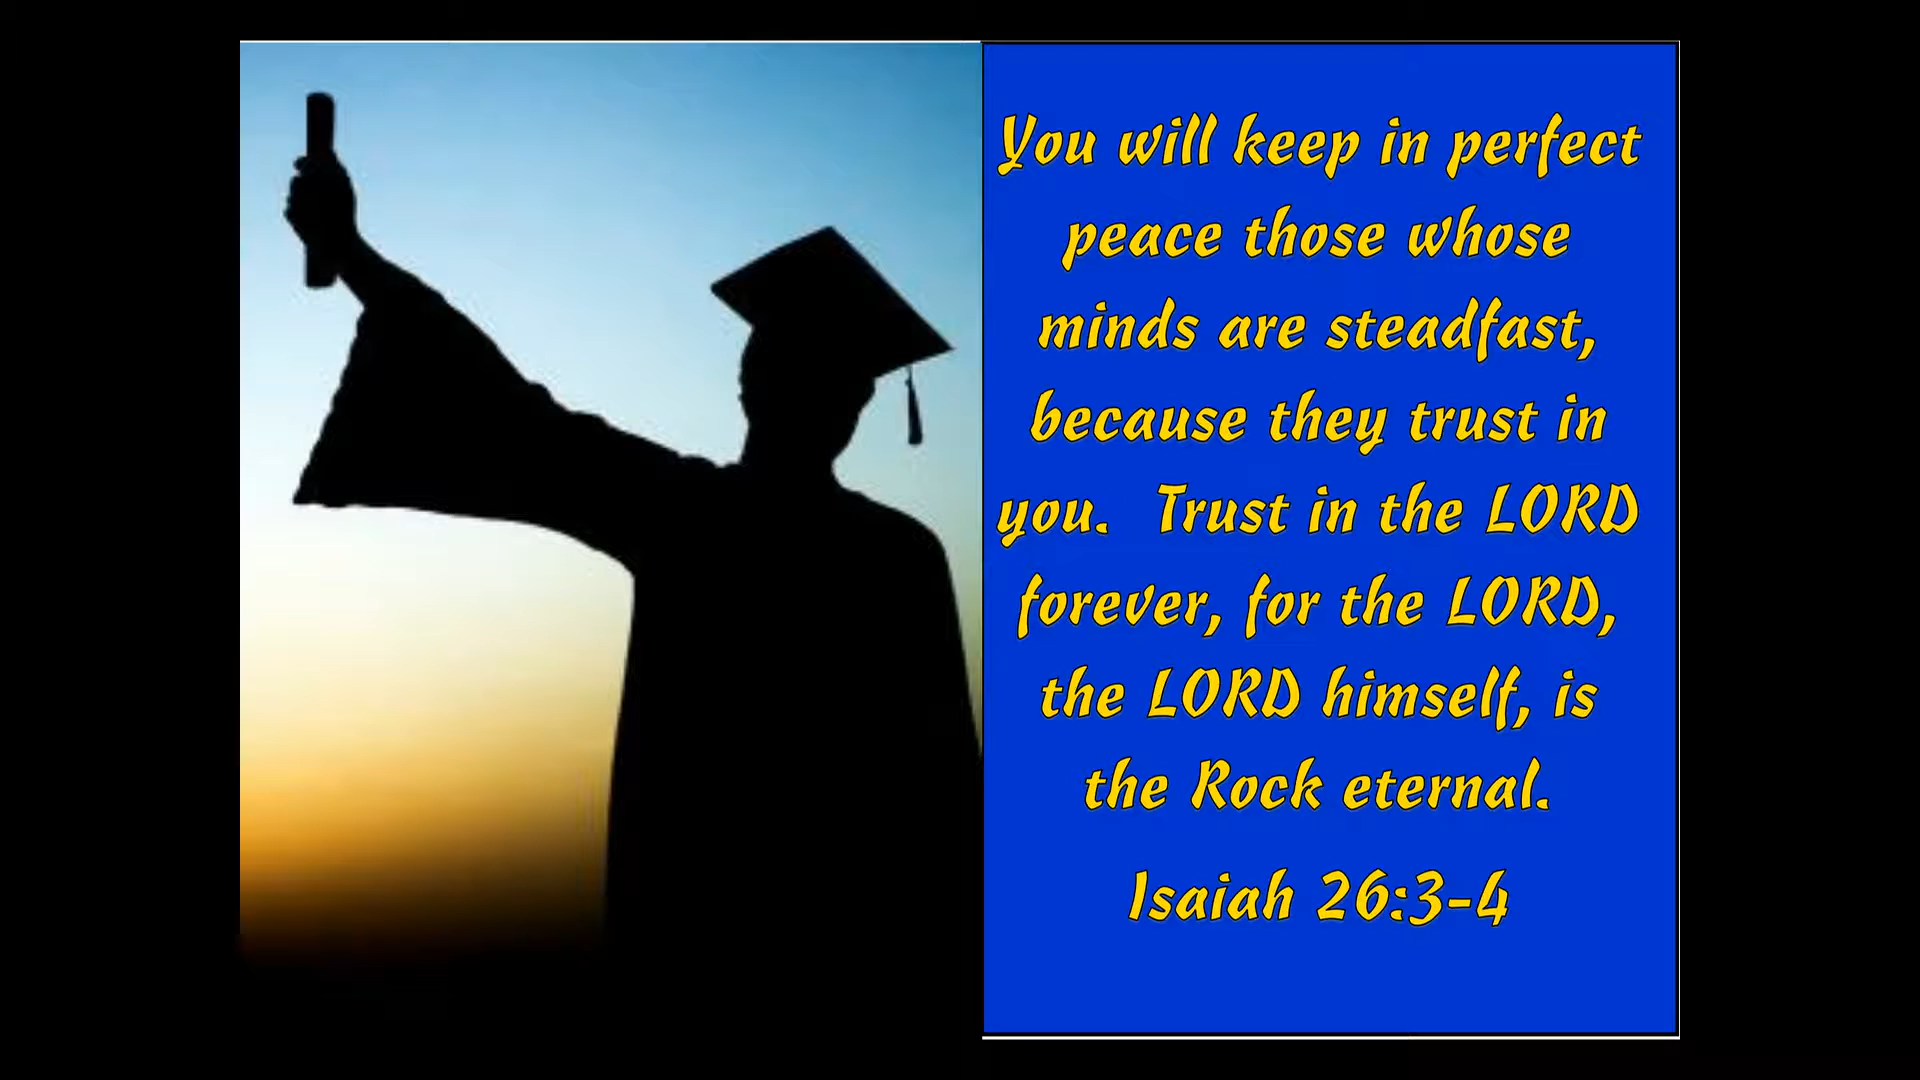 You will keep in perfect
peace those whose
minds are steadfast,
because they trust in
you.  Trust in the LORD
forever, for the LORD,
the LORD himself, is
the Rock eternal.
Isaiah 26:3-4